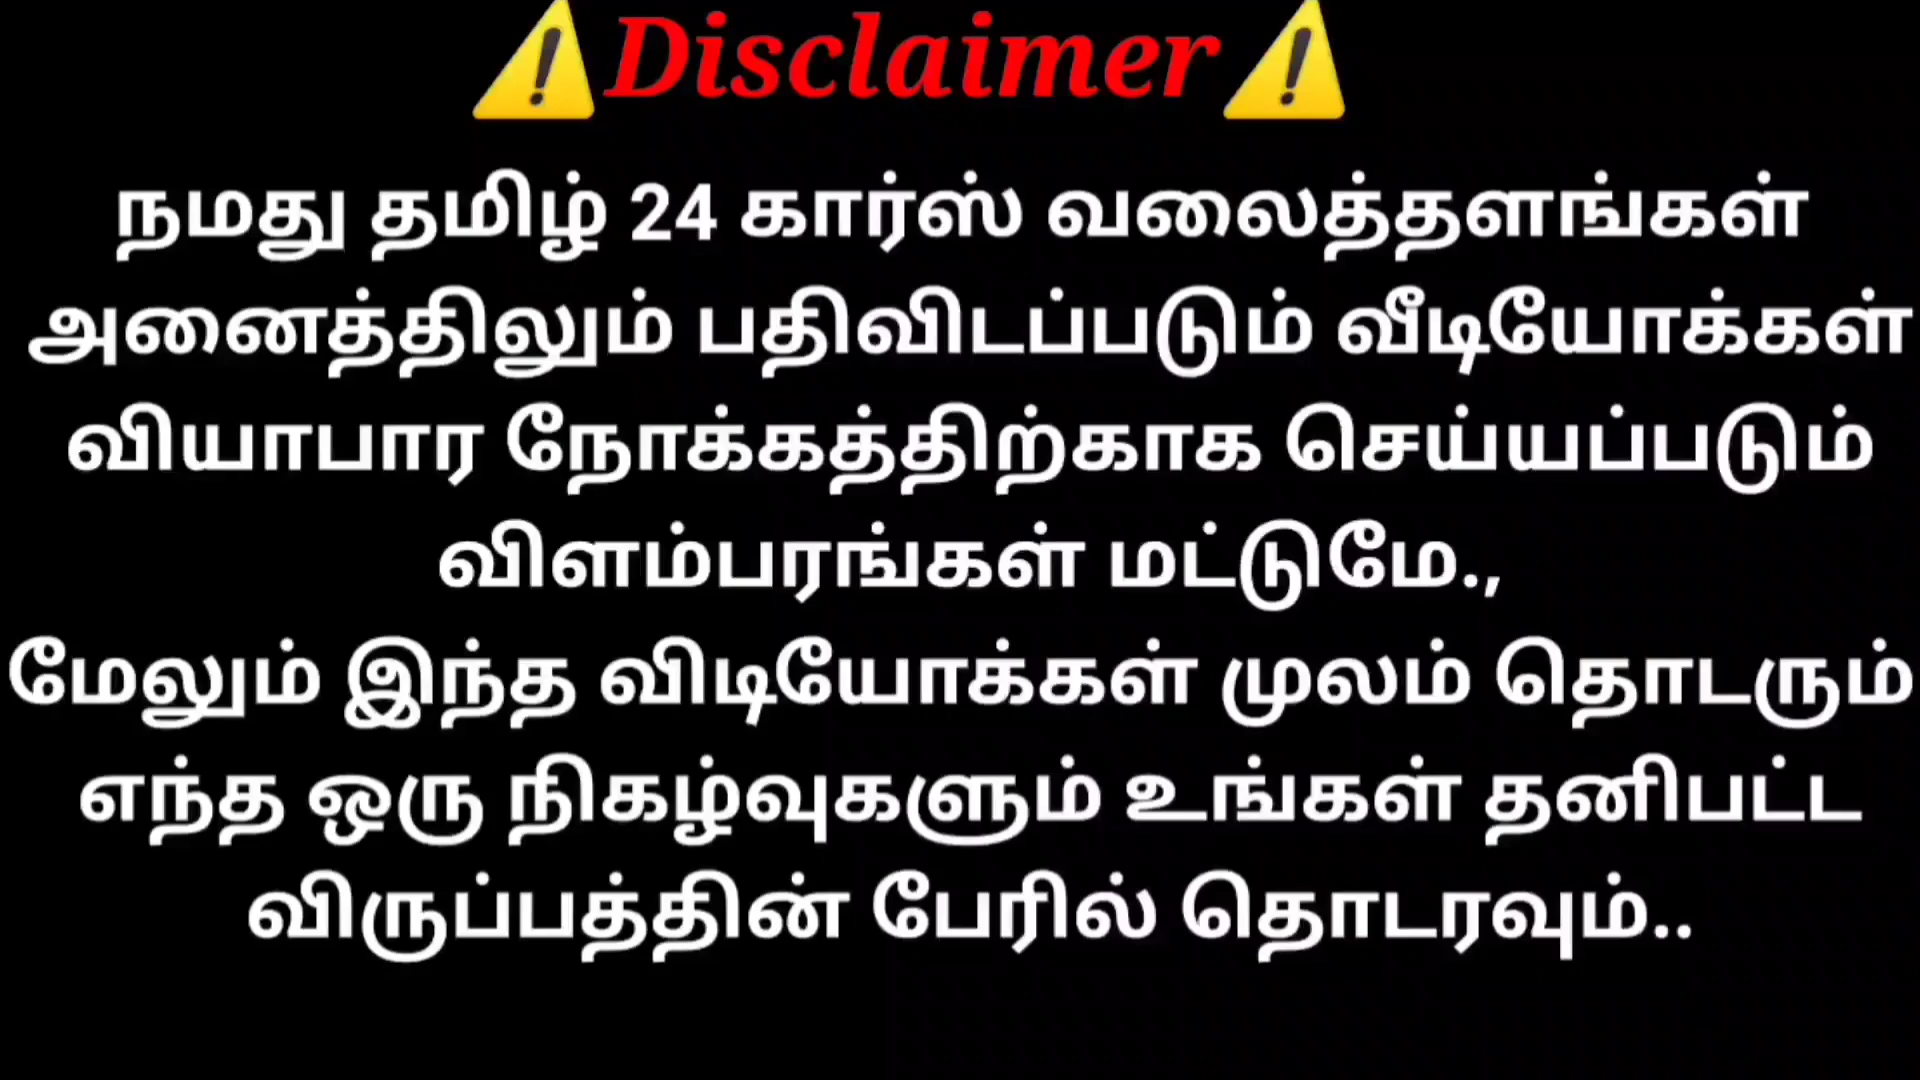 ⚠️Disclaimer⚠️
நமது தமிழ் 24 கார்ஸ் வலைத்தளங்கள்
அனைத்திலும் பதிவிடப்படும் வீடியோக்கள்
வியாபார நோக்கத்திற்காக செய்யப்படும்
விளம்பரங்கள் மட்டுமே.,
மேலும் இந்த விடியோக்கள் முலம் தொடரும்
எந்த ஒரு நிகழ்வுகளும் உங்கள் தனிபட்ட
விருப்பத்தின் பேரில் தொடரவும்..